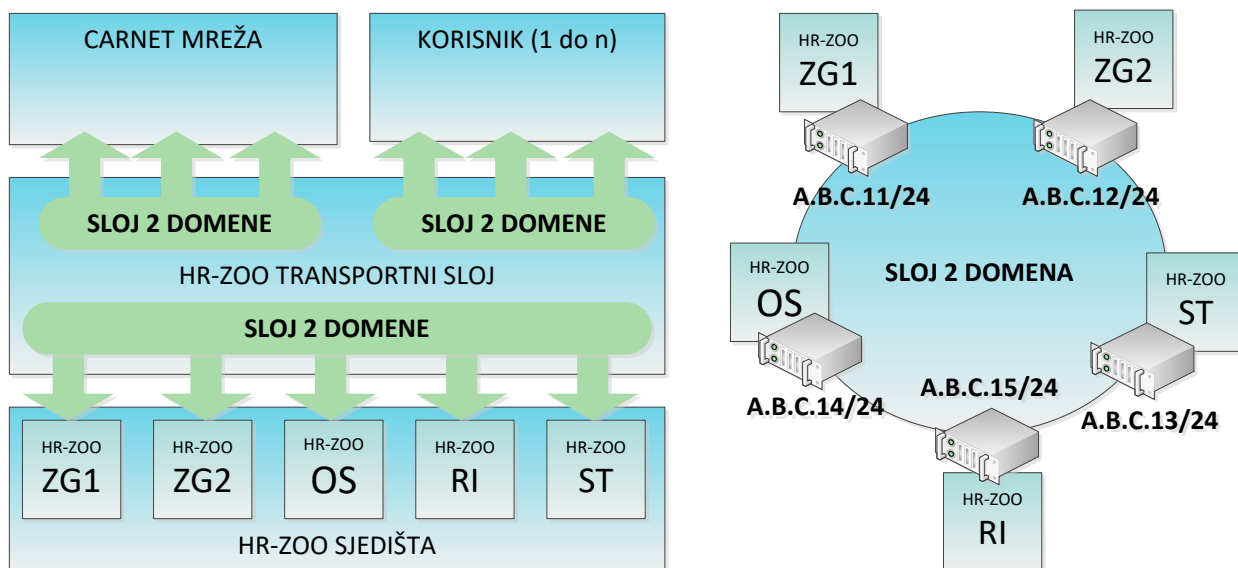 CARNET MREŽA
KORISNIK (1 do n)
SLOJ 2 DOMENE
SLOJ 2 DOMENE
HR-ZOO TRANSPORTNI SLOJ
SLOJ 2 DOMENE
HR-ZOO
ZG1
HR-ZOO
ZG2
HR-ZOO
OS
HR-ZOO
RI
HR-ZOO
ST
HR-ZOO SJEDIŠTA
HR-ZOO
ZG1
HR-ZOO
ZG2
A.B.C.11/24
A.B.C.12/24
HR-ZOO
OS
SLOJ 2 DOMENA
HR-ZOO
ST
A.B.C.14/24
A.B.C.15/24
A.B.C.13/24
HR-ZOO
RI